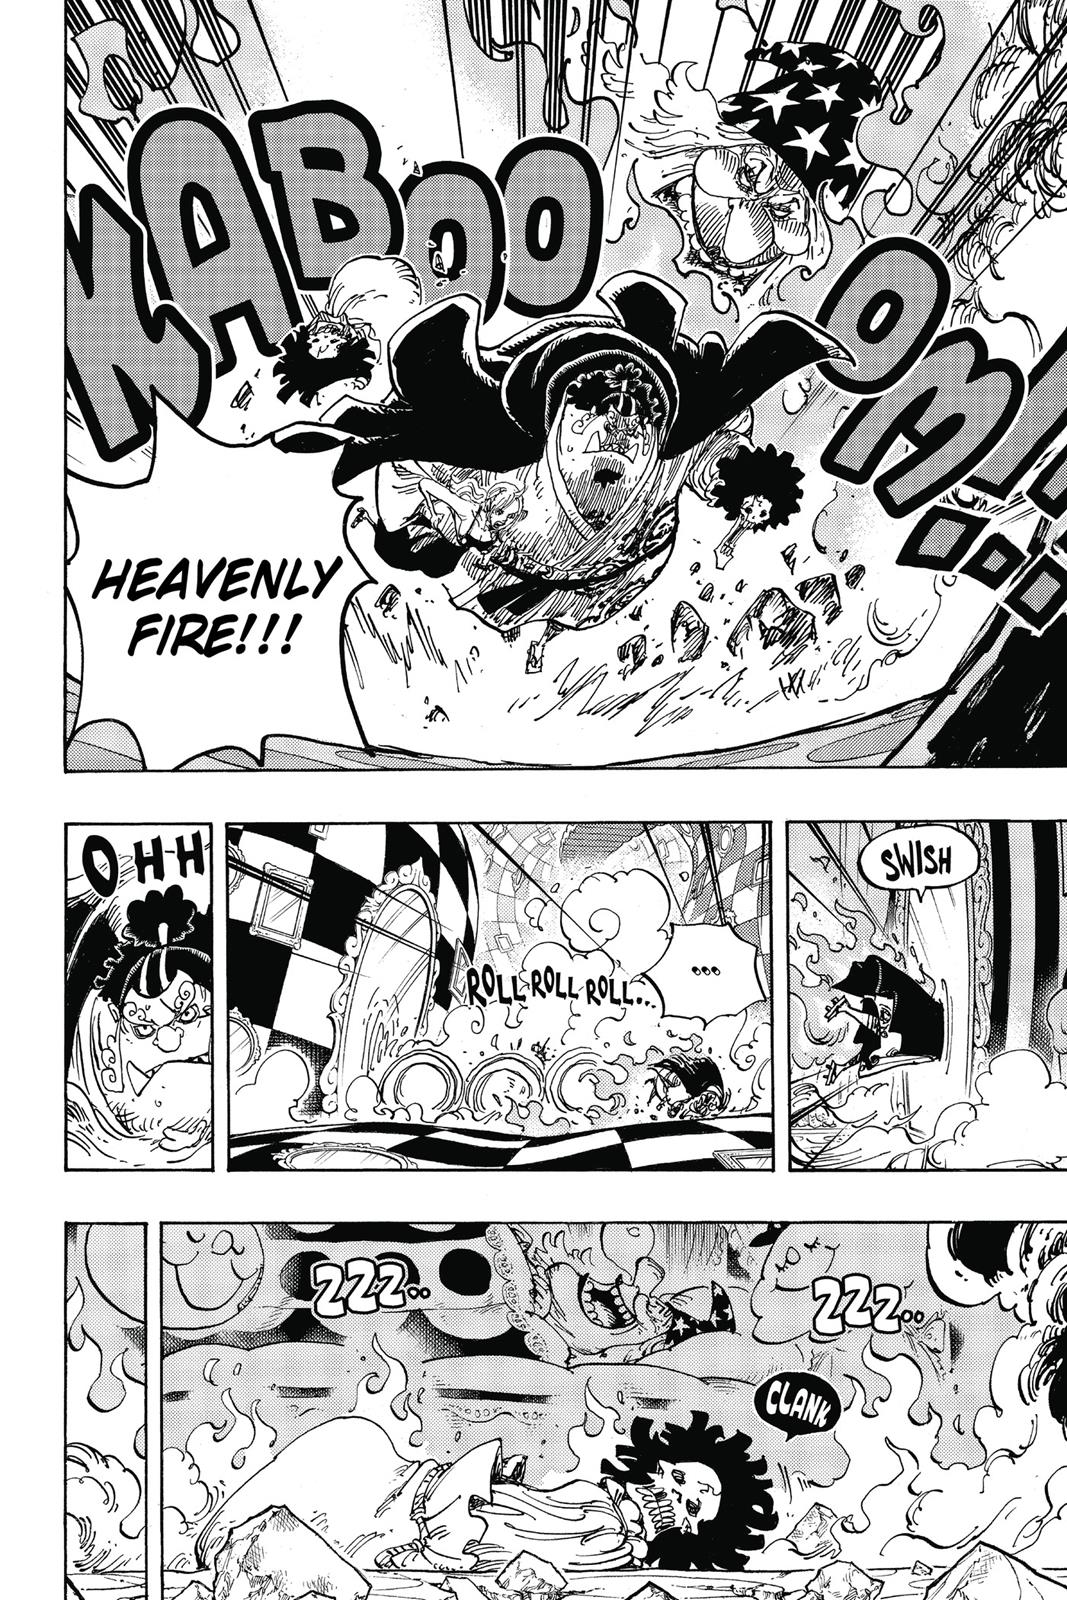 KABOOOM!!
HEAVENLY
FIRE!!!
OHH
ROLL ROLL ROLL...
...
SWISH
ZZZ..
ZZZ..
CLANK